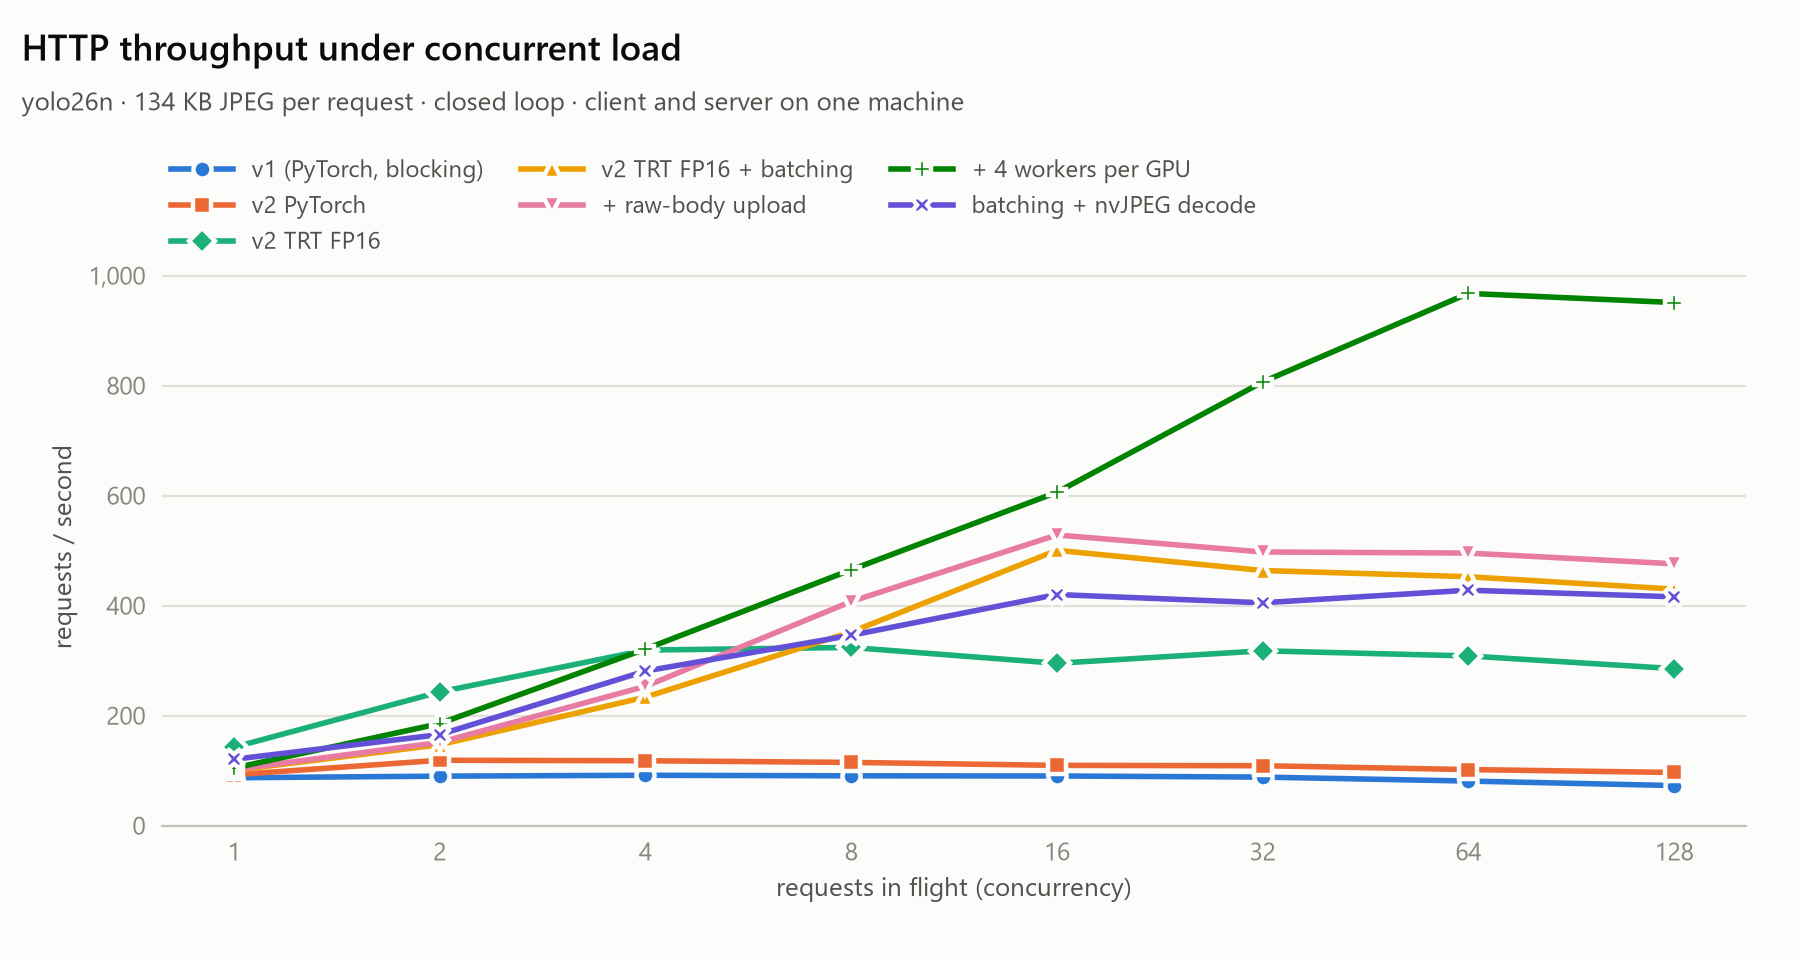 HTTP throughput under concurrent load
yolo26n · 134 KB JPEG per request · closed loop · client and server on one machine
v1 (PyTorch, blocking)
v2 TRT FP16 + batching
+ 4 workers per GPU
v2 PyTorch
+ raw-body upload
batching + nvJPEG decode
v2 TRT FP16
1,000
800
600
400
200
0
requests / second
1 2 4 8 16 32 64 128
requests in flight (concurrency)